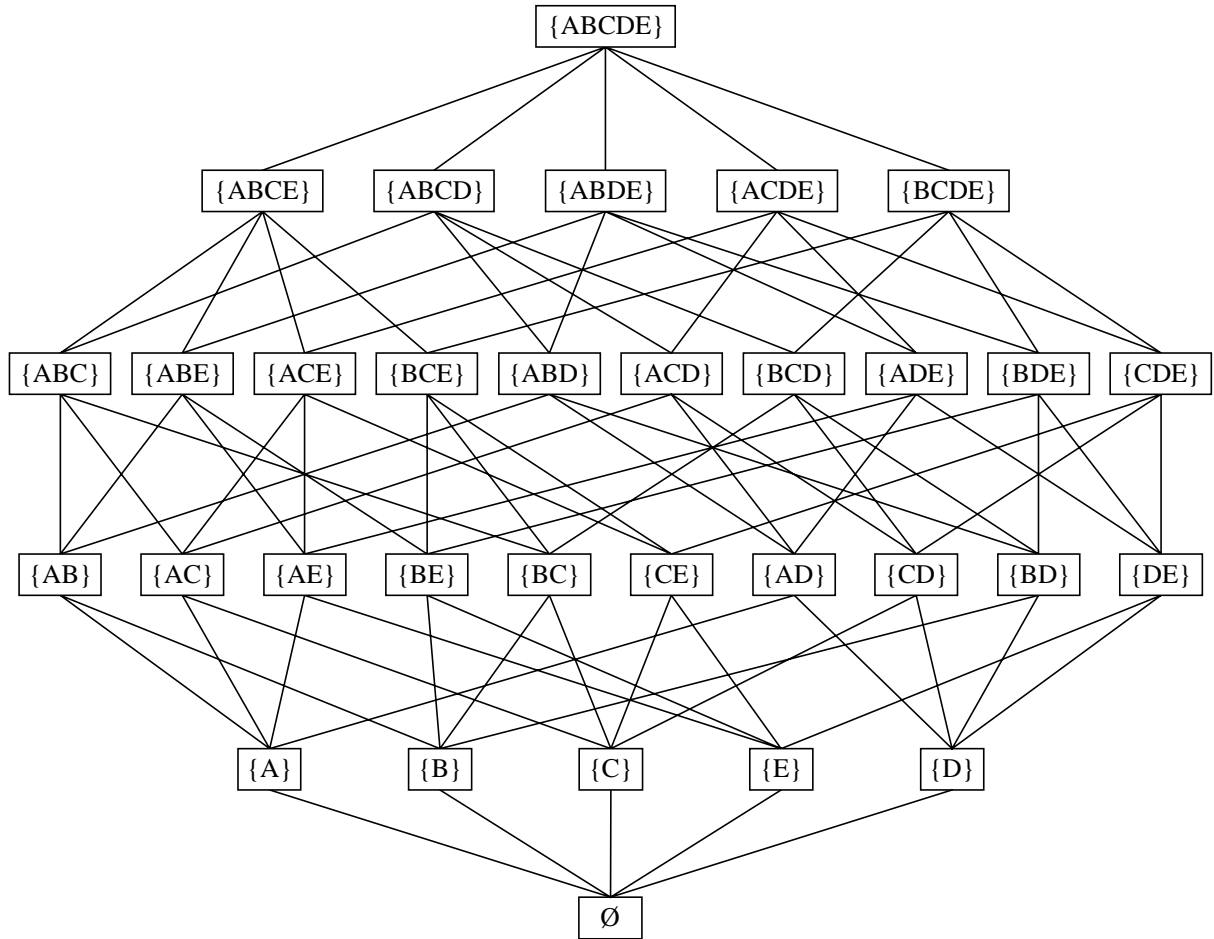 {ABCDE}
{ABCE} {ABCD} {ABDE} {ACDE} {BCDE}
{ABC} {ABE} {ACE} {BCE} {ABD} {ACD} {BCD} {ADE} {BDE} {CDE}
{AB} {AC} {AE} {BE} {BC} {CE} {AD} {CD} {BD} {DE}
{A} {B} {C} {E} {D}
Ø